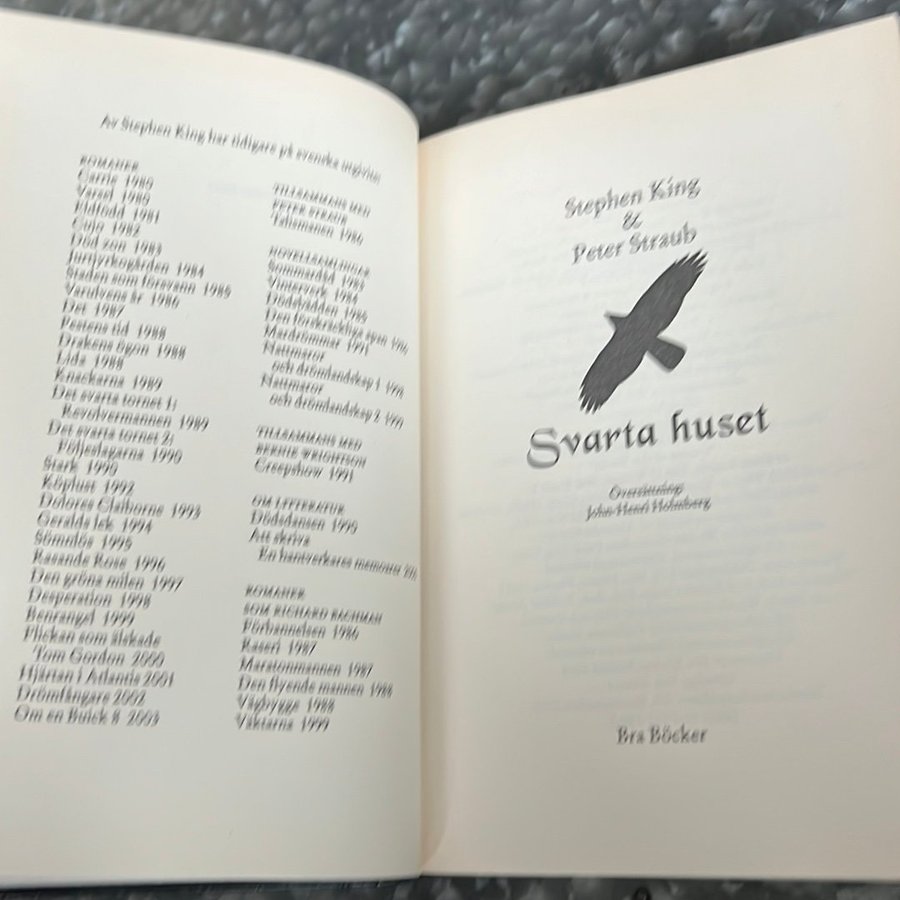 Av Stephen King har tidigare på svenska utgivits:
ROMANER
Carrie 1980
Varsel 1980
Eldfödd 1981
Cujo 1982
Död zon 1983
Jurtjyrkogården 1984
Staden som försvann 1985
Varulvens år 1986
Det 1987
Pestens tid 1988
Drakens ögon 1988
Lida 1988
Knackarna 1989
Det svarta tornet 1:
Revolvermannen 1989
Det svarta tornet 2:
Följeslagarna 1990
Stark 1990
Köplust 1992
Dolores Claiborne 1993
Geralds lek 1994
Sömnlös 1995
Rasande Rose 1996
Den gröna milen 1997
Desperation 1998
Benrangel 1999
Flickan som älskade
Tom Gordon 2000
Hjärtan i Atlantis 2001
Drömfångare 2002
Om en Buick 8 2003
TILLSAMMANS MED
PETER STRAUB
Talismanen 1986
NOVELLSAMLINGAR
Sommardåd 1983
Vinterverk 1984
Dödsbädden 1985
Den förskräckliga apan
Mardrömmar 1991
Nattmaror
och drömlandskap 1
Nattmaror
och drömlandskap 2
TILLSAMMANS MED
BERNIE WRIGHTSON
Creepshow 1991
OM LITTERATUR
Dödsdansen 1995
Att skriva
En hantverkares memoarer
ROMANER
SOM RICHARD BACHMAN
Förbannelsen 1986
Raseri 1987
Maratonmannen 1987
Den flyende mannen 1988
Vägbygge 1988
Väktarna 1999
Stephen King
&
Peter Straub
Svarta huset
Översättning:
John-Henri Holmberg
Bra Böcker